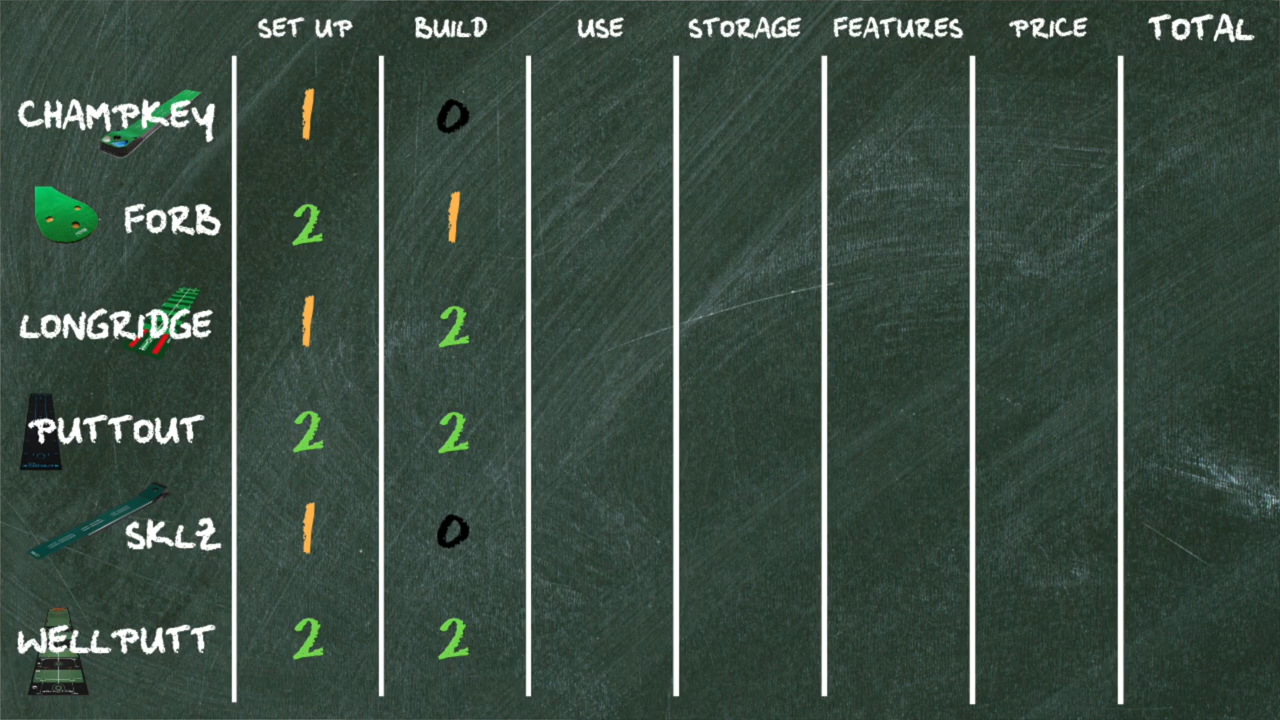 SET UP BUILD USE STORAGE FEATURES PRICE TOTAL
CHAMPKEY 1 0
FORB 2 1
LONGRIDGE 1 2
PUTTOUT 2 2
SKLZ 1 0
WELLPUTT 2 2